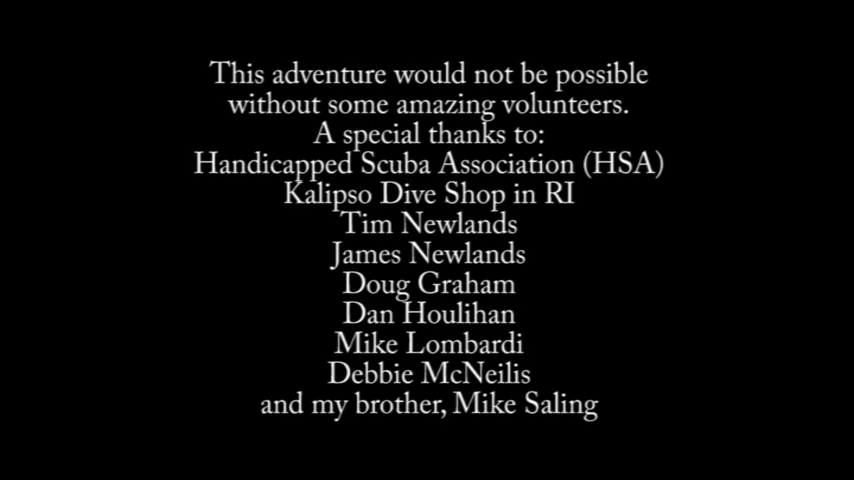 This adventure would not be possible
without some amazing volunteers.
A special thanks to:
Handicapped Scuba Association (HSA)
Kalipso Dive Shop in RI
Tim Newlands
James Newlands
Doug Graham
Dan Houlihan
Mike Lombardi
Debbie McNeilis
and my brother, Mike Saling